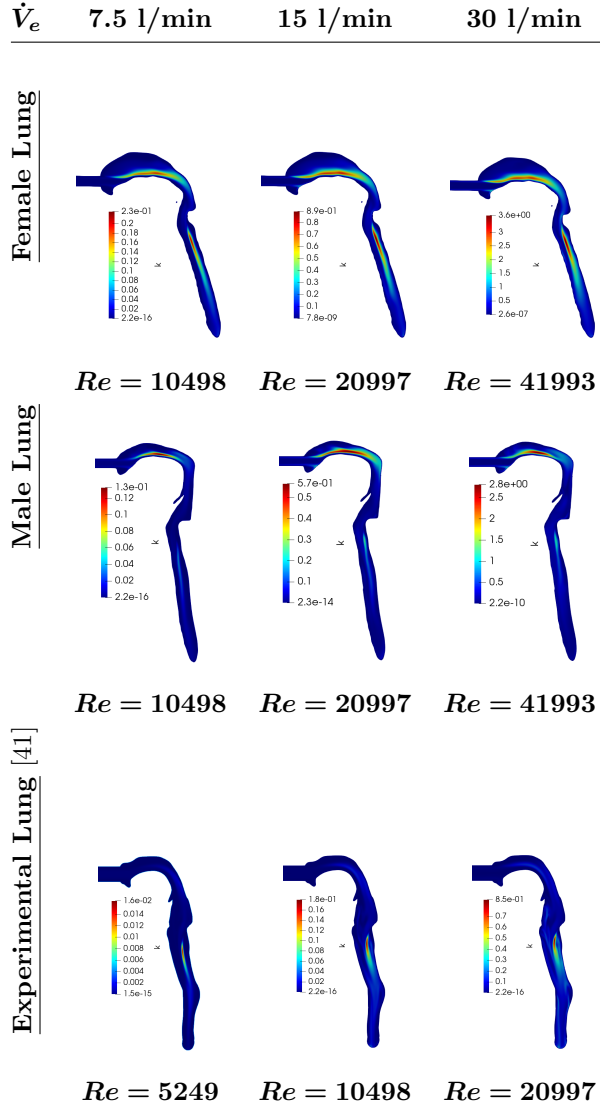 V̇e 7.5 l/min 15 l/min 30 l/min
Female Lung
2.3e-01
0.2
0.18
0.16
0.14
0.12
0.10
0.08
0.06
0.04
0.02
2.2e-16
k
8.9e-01
0.8
0.7
0.6
0.5
0.4
0.3
0.2
0.1
7.8e-09
k
3.6e+00
3
2.5
2
1.5
1
0.5
2.6e-07
k
Re = 10498 Re = 20997 Re = 41993
Male Lung
1.3e-01
0.12
0.10
0.08
0.06
0.04
0.02
2.2e-16
k
5.7e-01
0.5
0.4
0.3
0.2
0.1
2.3e-14
k
2.8e+00
2.5
2
1.5
1
0.5
2.2e-10
k
Re = 10498 Re = 20997 Re = 41993
Experimental Lung [41]
1.6e-02
0.014
0.012
0.01
0.008
0.006
0.004
0.002
1.5e-15
k
1.8e-01
0.16
0.14
0.12
0.10
0.08
0.06
0.04
0.02
2.2e-16
k
8.5e-01
0.7
0.6
0.5
0.4
0.3
0.2
0.1
2.2e-16
k
Re = 5249 Re = 10498 Re = 20997